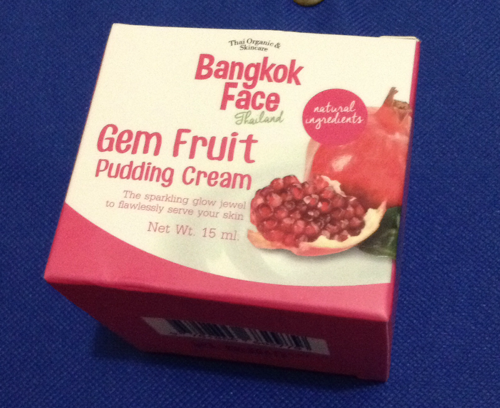 Thai Organic &
Skincare
Bangkok
Face
Thailand
natural
ingredients
Gem Fruit
Pudding Cream
The sparkling glow jewel
to flawlessly serve your skin
Net Wt. 15 ml.